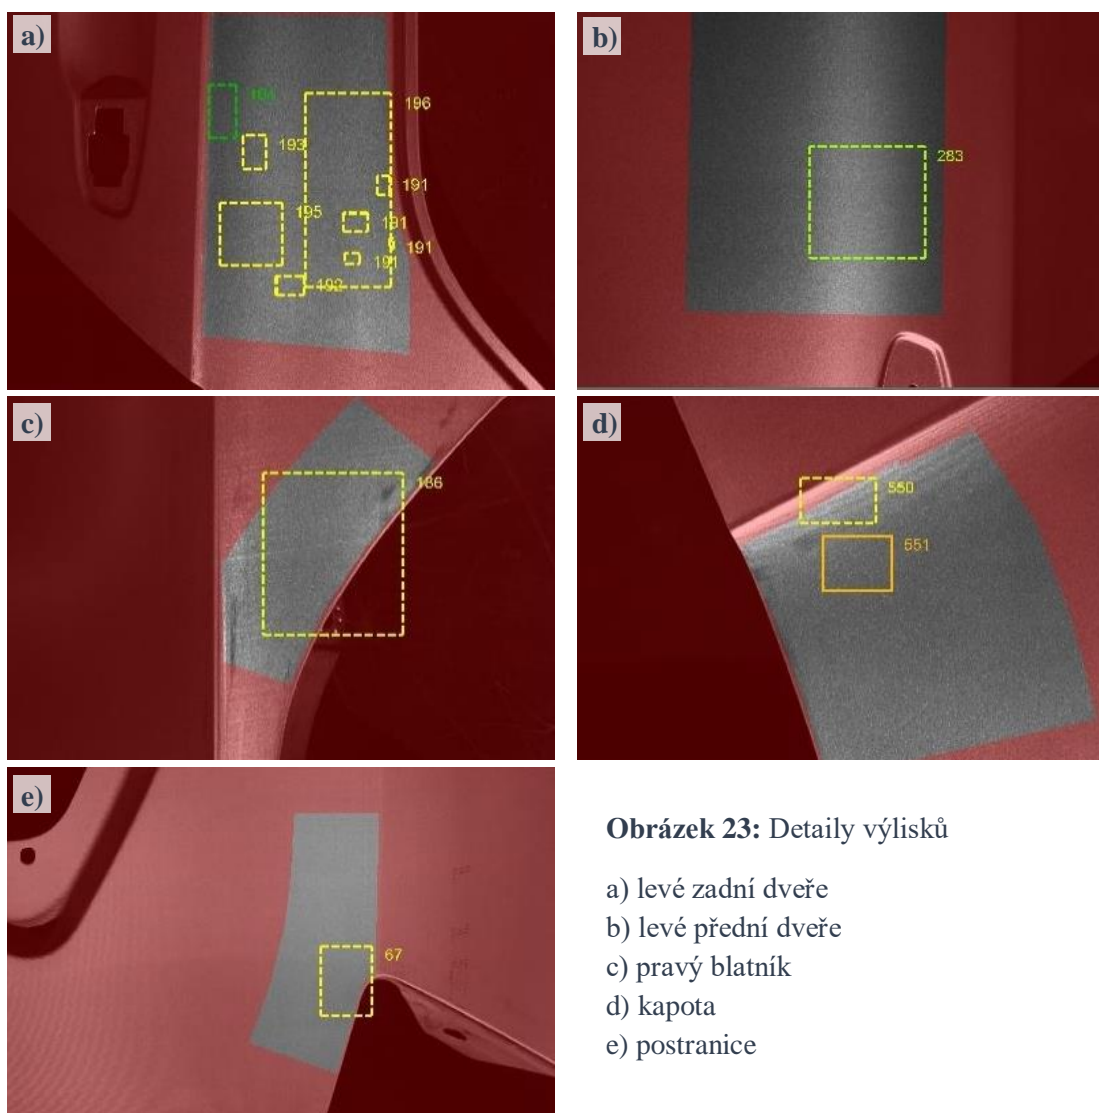 a)
196
193
191
195
191
191
191
192
b)
283
c)
186
d)
550
551
e)
67
Obrázek 23: Detaily výlisků
a) levé zadní dveře
b) levé přední dveře
c) pravý blatník
d) kapota
e) postranice